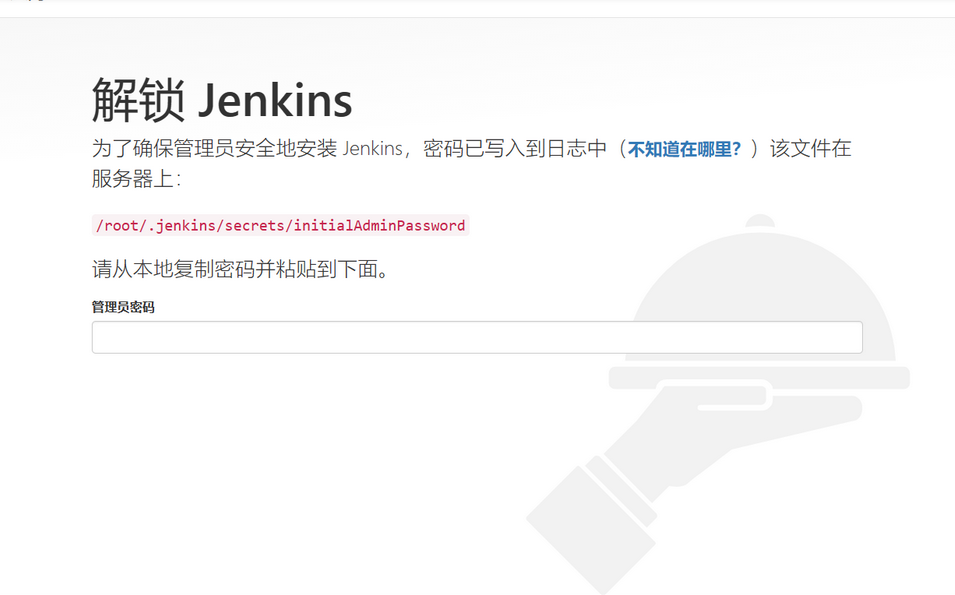 解锁 Jenkins
为了确保管理员安全地安装 Jenkins，密码已写入到日志中（不知道在哪里？）该文件在
服务器上：
/root/.jenkins/secrets/initialAdminPassword
请从本地复制密码并粘贴到下面。
管理员密码